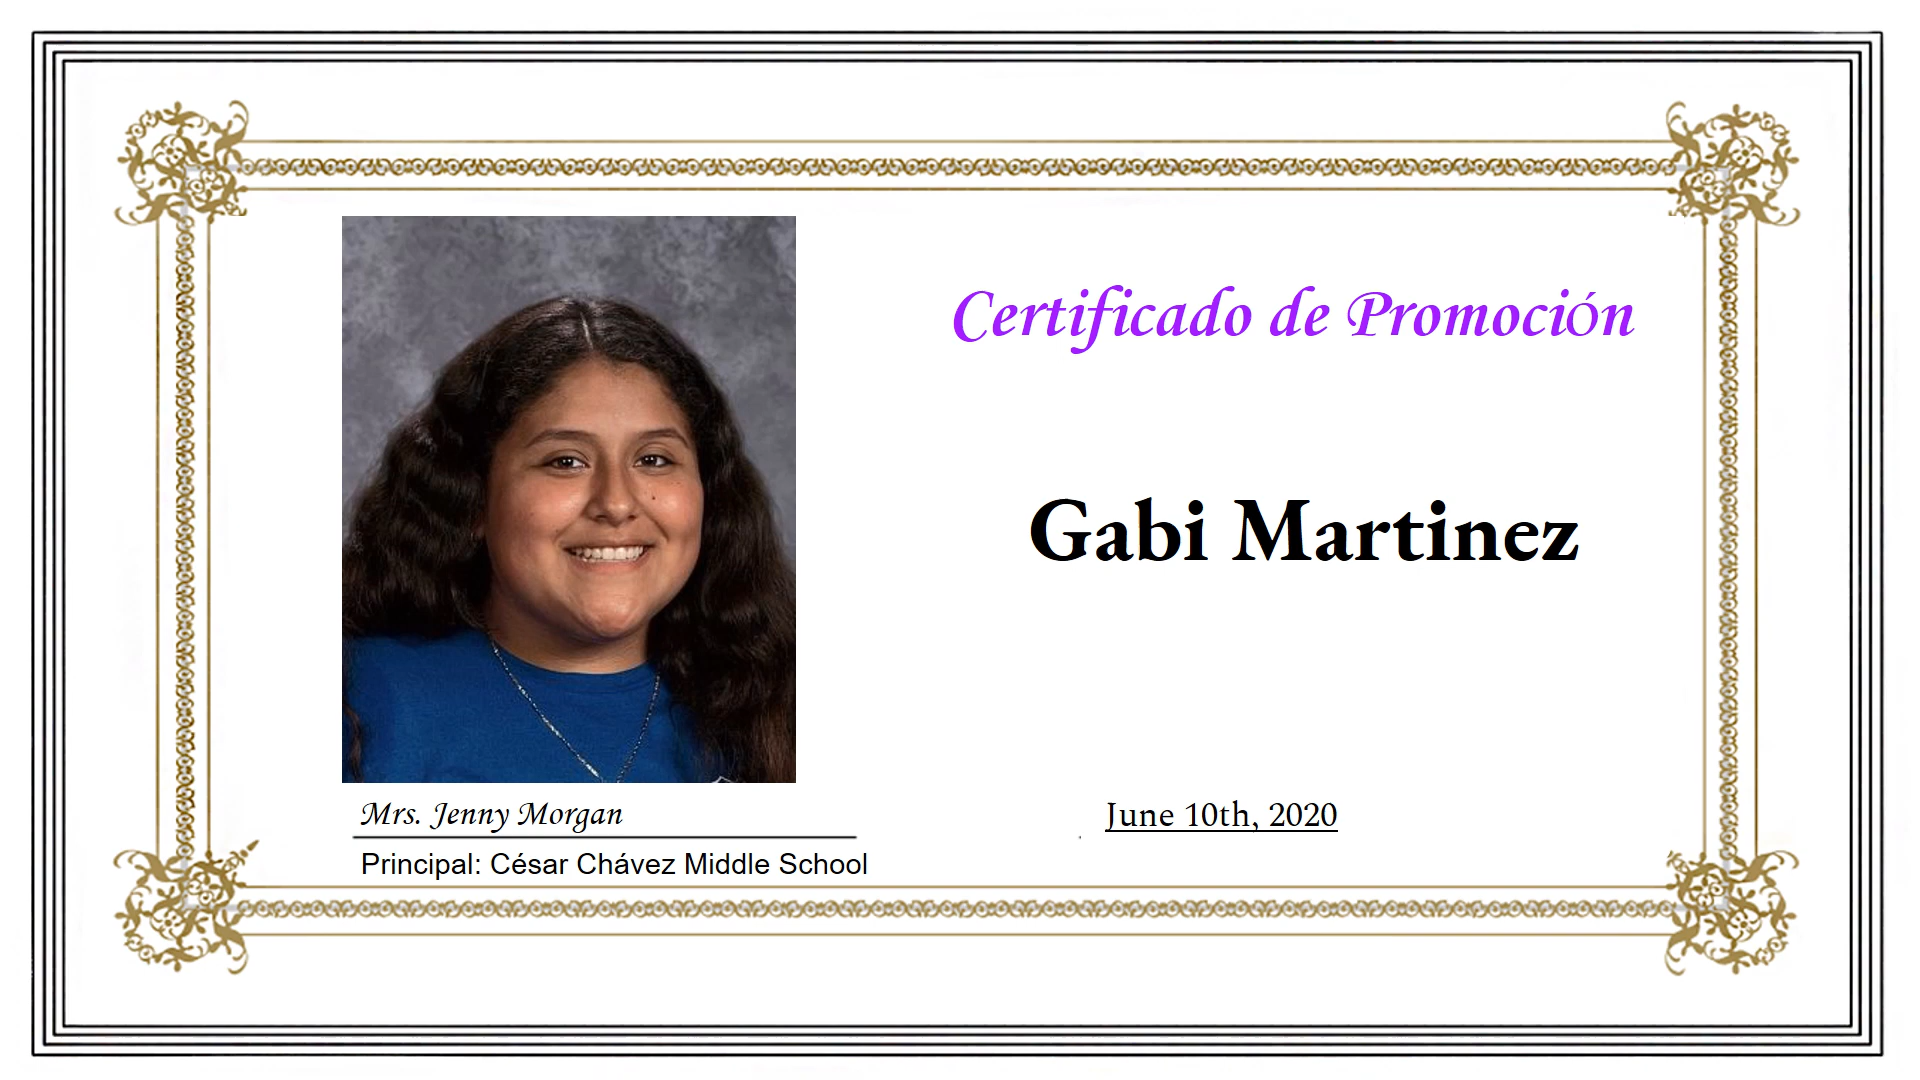 Certificado de Promoción
Gabi Martinez
Mrs. Jenny Morgan
June 10th, 2020
Principal: César Chávez Middle School